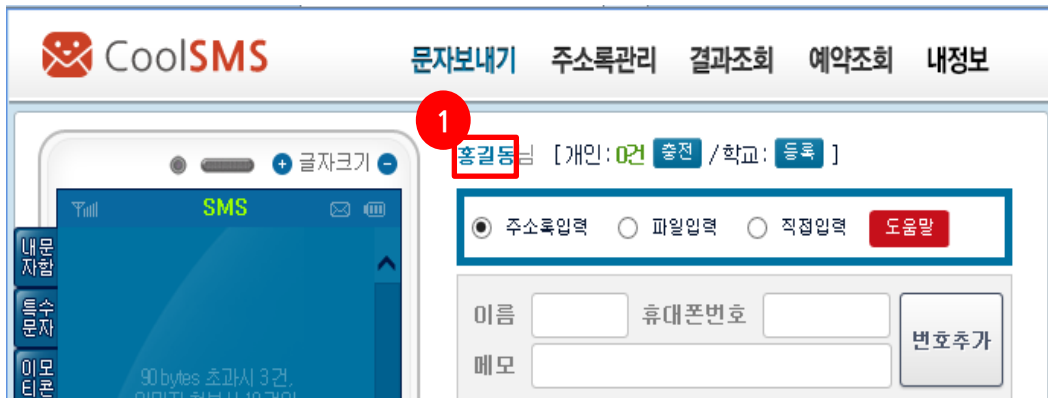 CoolSMS
문자보내기 주소록관리 결과조회 예약조회 내정보
1
홍길동님 [개인: 0건 충전 / 학교: 등록 ]
글자크기
SMS
주소록입력 파일입력 직접입력 도움말
내문
자함
특수
문자
이모
티콘
이름 휴대폰번호 번호추가
메모
90 bytes 초과시 3건,